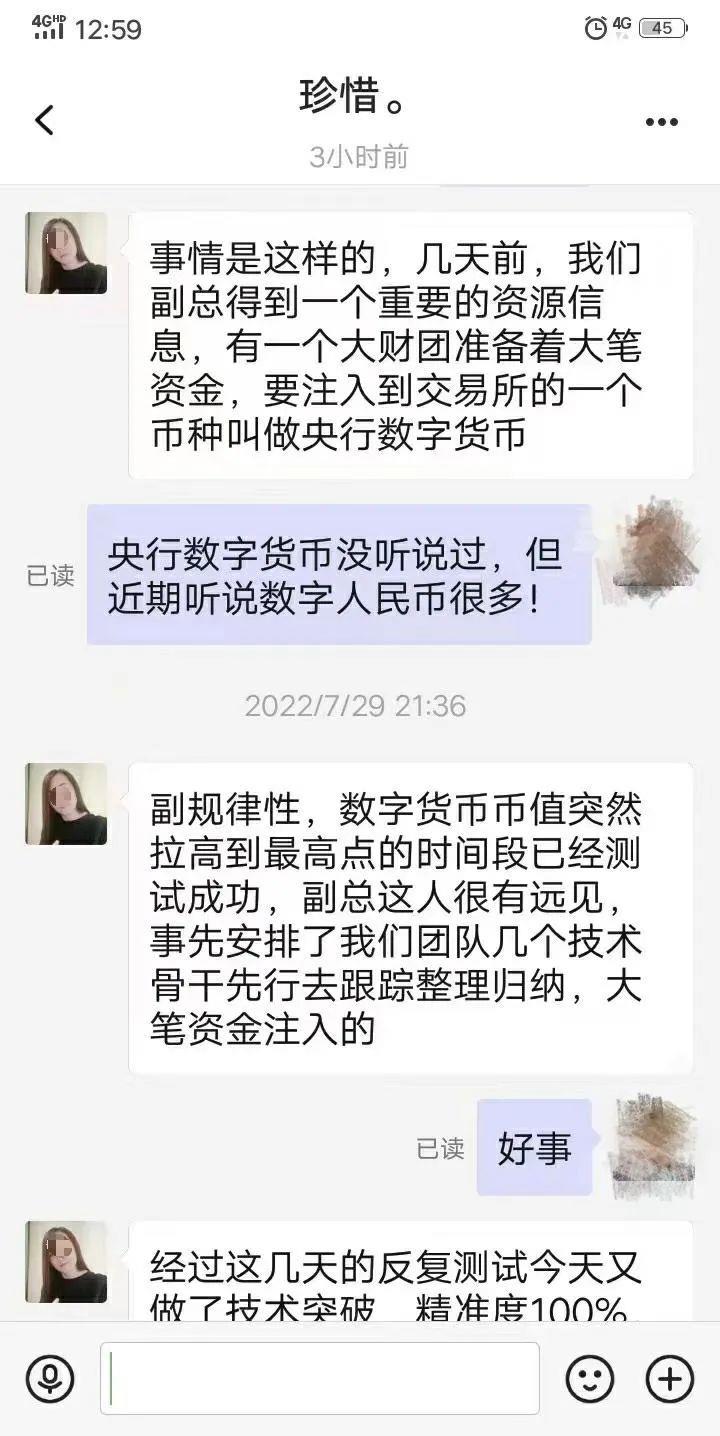 4GHD 12:59 4G 45
珍惜。
3小时前
事情是这样的，几天前，我们
副总得到一个重要的资源信
息，有一个大财团准备着大笔
资金，要注入到交易所的一个
币种叫做央行数字货币
已读
央行数字货币没听说过，但
近期听说数字人民币很多！
2022/7/29 21:36
副规律性，数字货币币值突然
拉高到最高点的时间段已经测
试成功，副总这人很有远见，
事先安排了我们团队几个技术
骨干先行去跟踪整理归纳，大
笔资金注入的
已读
好事
经过这几天的反复测试今天又
做了技术突破，精准度100%，